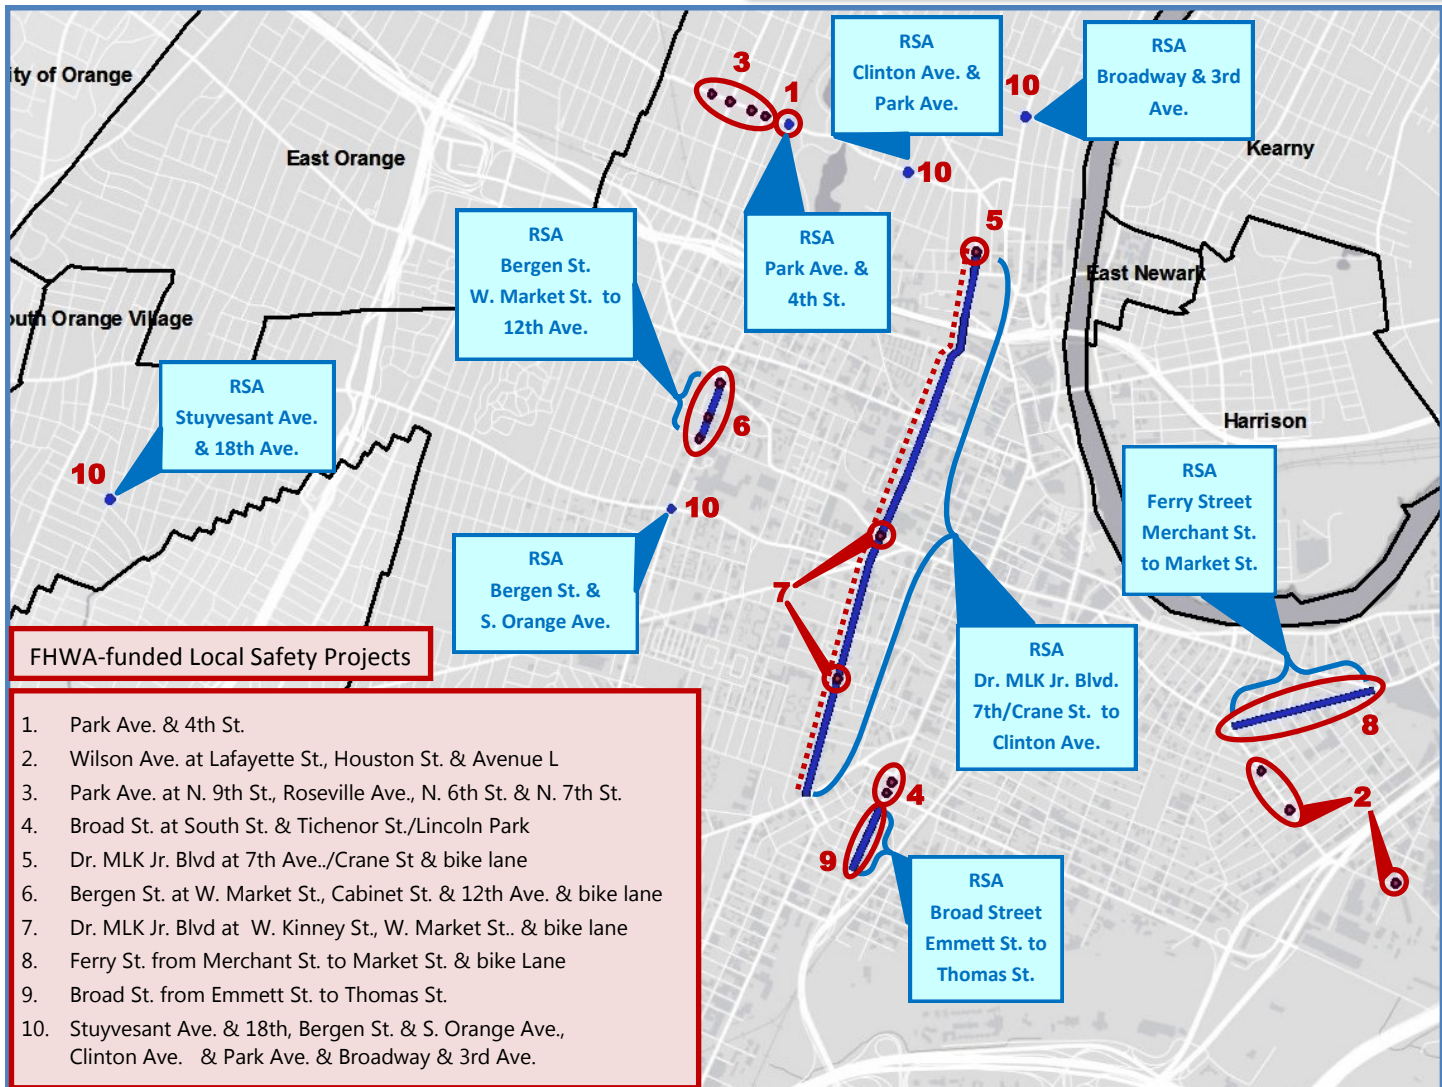 ity of Orange
East Orange
outh Orange Village
Kearny
East Newark
Harrison
3
1
10
10
5
6
10
10
7
8
4
9
2
RSA
Clinton Ave. &
Park Ave.
RSA
Broadway & 3rd
Ave.
RSA
Bergen St.
W. Market St. to
12th Ave.
RSA
Park Ave. &
4th St.
RSA
Stuyvesant Ave.
& 18th Ave.
RSA
Bergen St. &
S. Orange Ave.
RSA
Ferry Street
Merchant St.
to Market St.
RSA
Dr. MLK Jr. Blvd.
7th/Crane St. to
Clinton Ave.
RSA
Broad Street
Emmett St. to
Thomas St.
FHWA-funded Local Safety Projects
1. Park Ave. & 4th St.
2. Wilson Ave. at Lafayette St., Houston St. & Avenue L
3. Park Ave. at N. 9th St., Roseville Ave., N. 6th St. & N. 7th St.
4. Broad St. at South St. & Tichenor St./Lincoln Park
5. Dr. MLK Jr. Blvd at 7th Ave../Crane St & bike lane
6. Bergen St. at W. Market St., Cabinet St. & 12th Ave. & bike lane
7. Dr. MLK Jr. Blvd at W. Kinney St., W. Market St.. & bike lane
8. Ferry St. from Merchant St. to Market St. & bike Lane
9. Broad St. from Emmett St. to Thomas St.
10. Stuyvesant Ave. & 18th, Bergen St. & S. Orange Ave.,
Clinton Ave. & Park Ave. & Broadway & 3rd Ave.